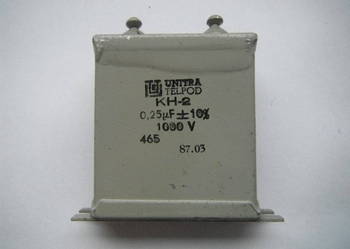 UNITRA
TELPOD
KH-2
0,25µF ±10%
1000 V
465
87.03